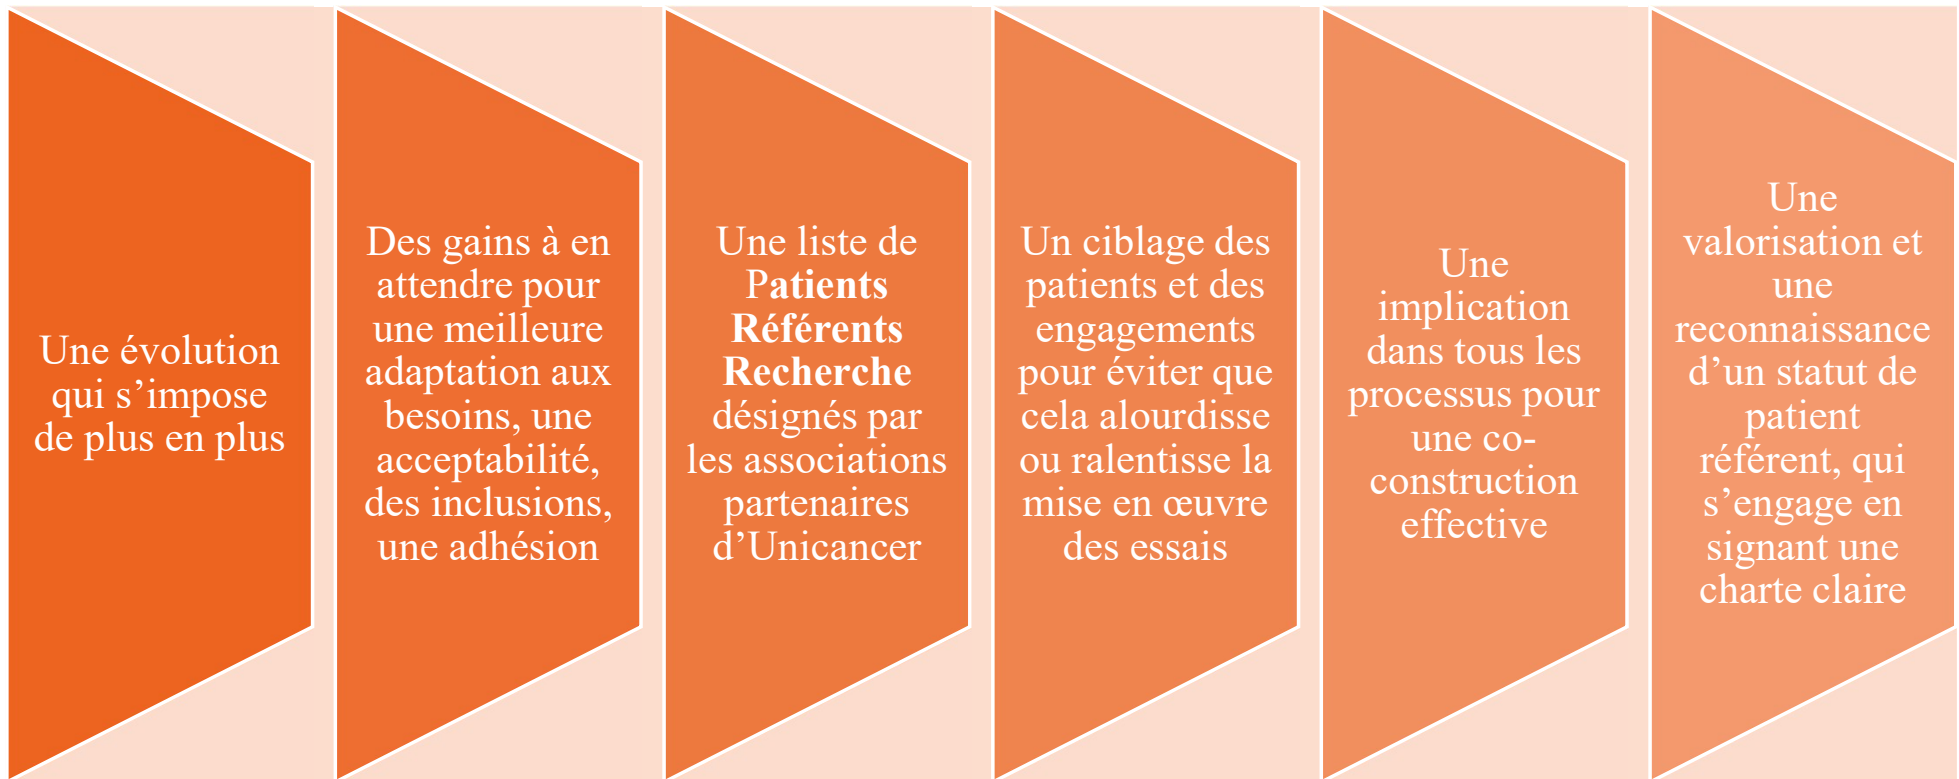 Une évolution
qui s’impose
de plus en plus
Des gains à en
attendre pour
une meilleure
adaptation aux
besoins, une
acceptabilité,
des inclusions,
une adhésion
Une liste de
Patients
Référents
Recherche
désignés par
les associations
partenaires
d’Unicancer
Un ciblage des
patients et des
engagements
pour éviter que
cela alourdisse
ou ralentisse la
mise en œuvre
des essais
Une
implication
dans tous les
processus pour
une co-
construction
effective
Une
valorisation et
une
reconnaissance
d’un statut de
patient
référent, qui
s’engage en
signant une
charte claire